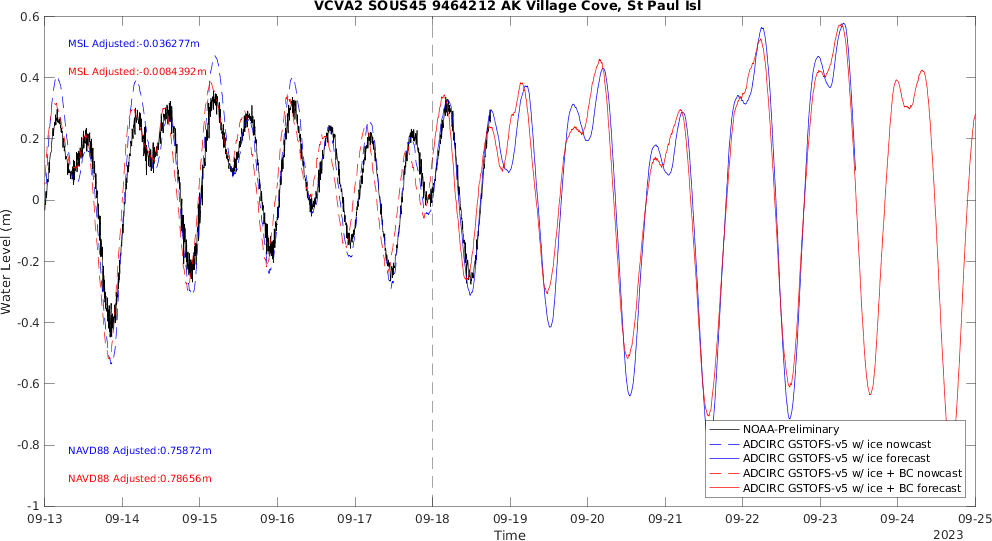 VCVA2 SOUS45 9464212 AK Village Cove, St Paul Isl
MSL Adjusted:-0.036277m
MSL Adjusted:-0.0084392m
NAVD88 Adjusted:0.75872m
NAVD88 Adjusted:0.78656m
Water Level (m)
0.6
0.4
0.2
0
-0.2
-0.4
-0.6
-0.8
-1
NOAA-Preliminary
ADCIRC GSTOFS-v5 w/ ice nowcast
ADCIRC GSTOFS-v5 w/ ice forecast
ADCIRC GSTOFS-v5 w/ ice + BC nowcast
ADCIRC GSTOFS-v5 w/ ice + BC forecast
09-13 09-14 09-15 09-16 09-17 09-18 09-19 09-20 09-21 09-22 09-23 09-24 09-25
Time
2023